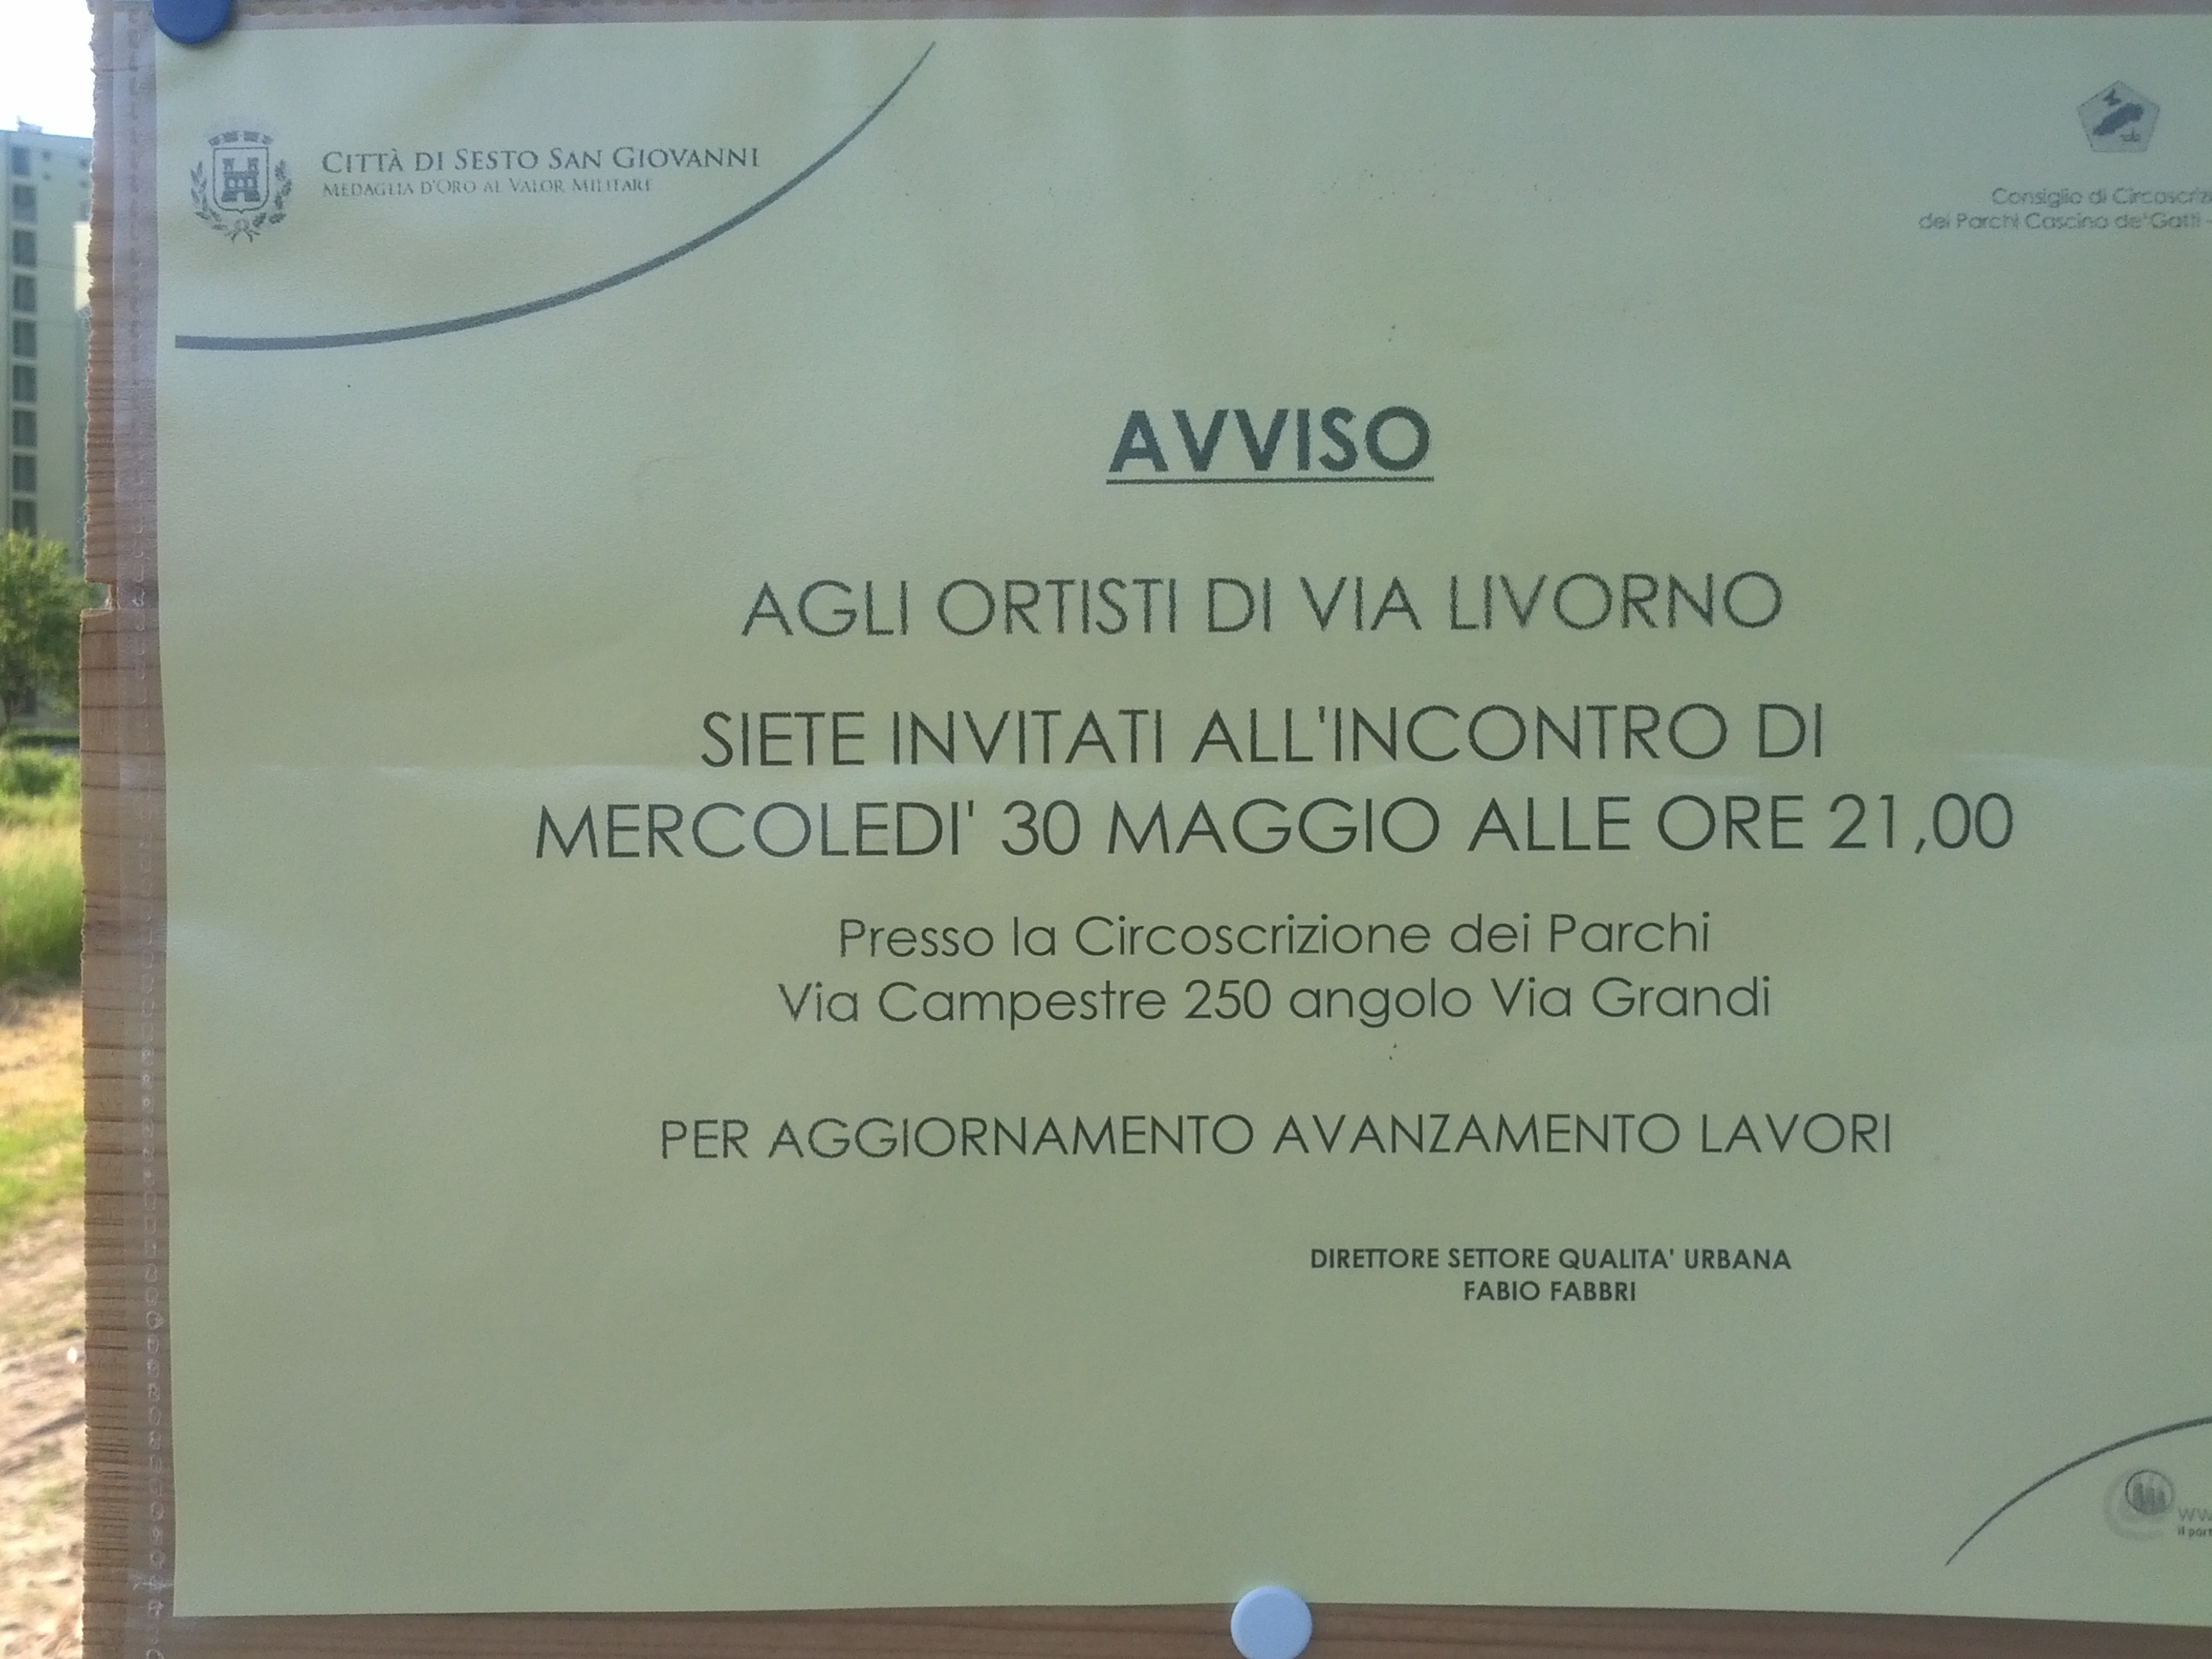 CITTÀ DI SESTO SAN GIOVANNI
MEDAGLIA D'ORO AL VALOR MILITARE
Consiglio di
dei Parchi Cascina de' Gatti -
AVVISO
AGLI ORTISTI DI VIA LIVORNO
SIETE INVITATI ALL'INCONTRO DI
MERCOLEDI' 30 MAGGIO ALLE ORE 21,00
Presso la Circoscrizione dei Parchi
Via Campestre 250 angolo Via Grandi
PER AGGIORNAMENTO AVANZAMENTO LAVORI
DIRETTORE SETTORE QUALITA' URBANA
FABIO FABBRI
il